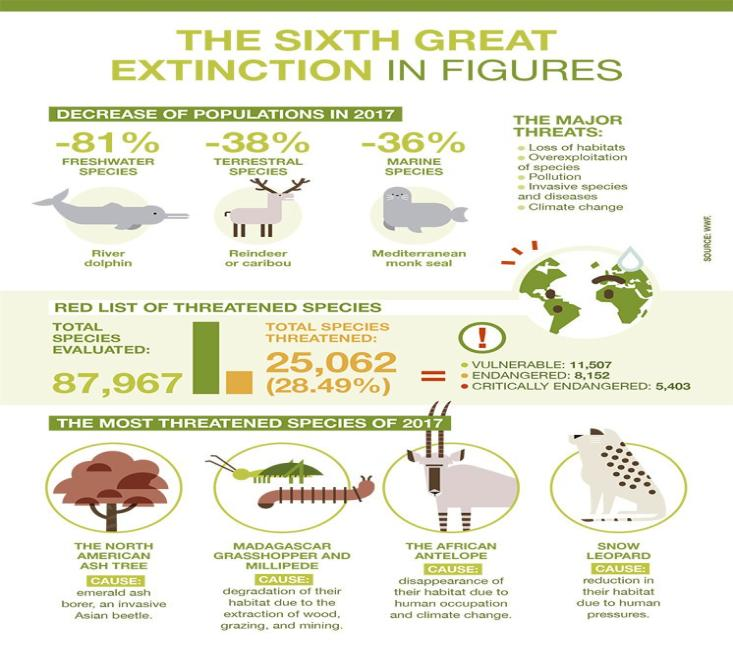 THE SIXTH GREAT
EXTINCTION IN FIGURES
DECREASE OF POPULATIONS IN 2017
-81%
FRESHWATER
SPECIES
River
dolphin
-38%
TERRESTRAL
SPECIES
Reindeer
or caribou
-36%
MARINE
SPECIES
Mediterranean
monk seal
THE MAJOR
THREATS:
Loss of habitats
Overexploitation
of species
Pollution
Invasive species
and diseases
Climate change
SOURCE: WWF.
RED LIST OF THREATENED SPECIES
TOTAL
SPECIES
EVALUATED:
87,967
TOTAL SPECIES
THREATENED:
25,062
(28.49%)
=
!
VULNERABLE: 11,507
ENDANGERED: 8,152
CRITICALLY ENDANGERED: 5,403
THE MOST THREATENED SPECIES OF 2017
THE NORTH
AMERICAN
ASH TREE
CAUSE:
emerald ash
borer, an invasive
Asian beetle.
MADAGASCAR
GRASSHOPPER AND
MILLIPEDE
CAUSE:
degradation of their
habitat due to the
extraction of wood,
grazing, and mining.
THE AFRICAN
ANTELOPE
CAUSE:
disappearance of
their habitat due to
human occupation
and climate change.
SNOW
LEOPARD
CAUSE:
reduction in
their habitat
due to human
pressures.